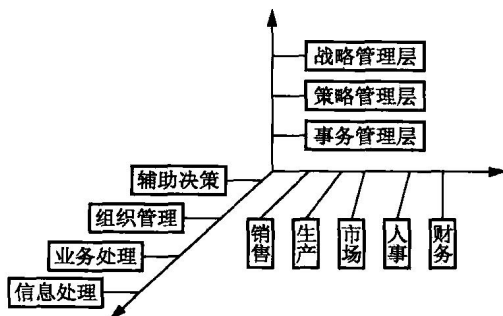 战略管理层
策略管理层
事务管理层
辅助决策
组织管理
业务处理
信息处理
销售
生产
市场
人事
财务